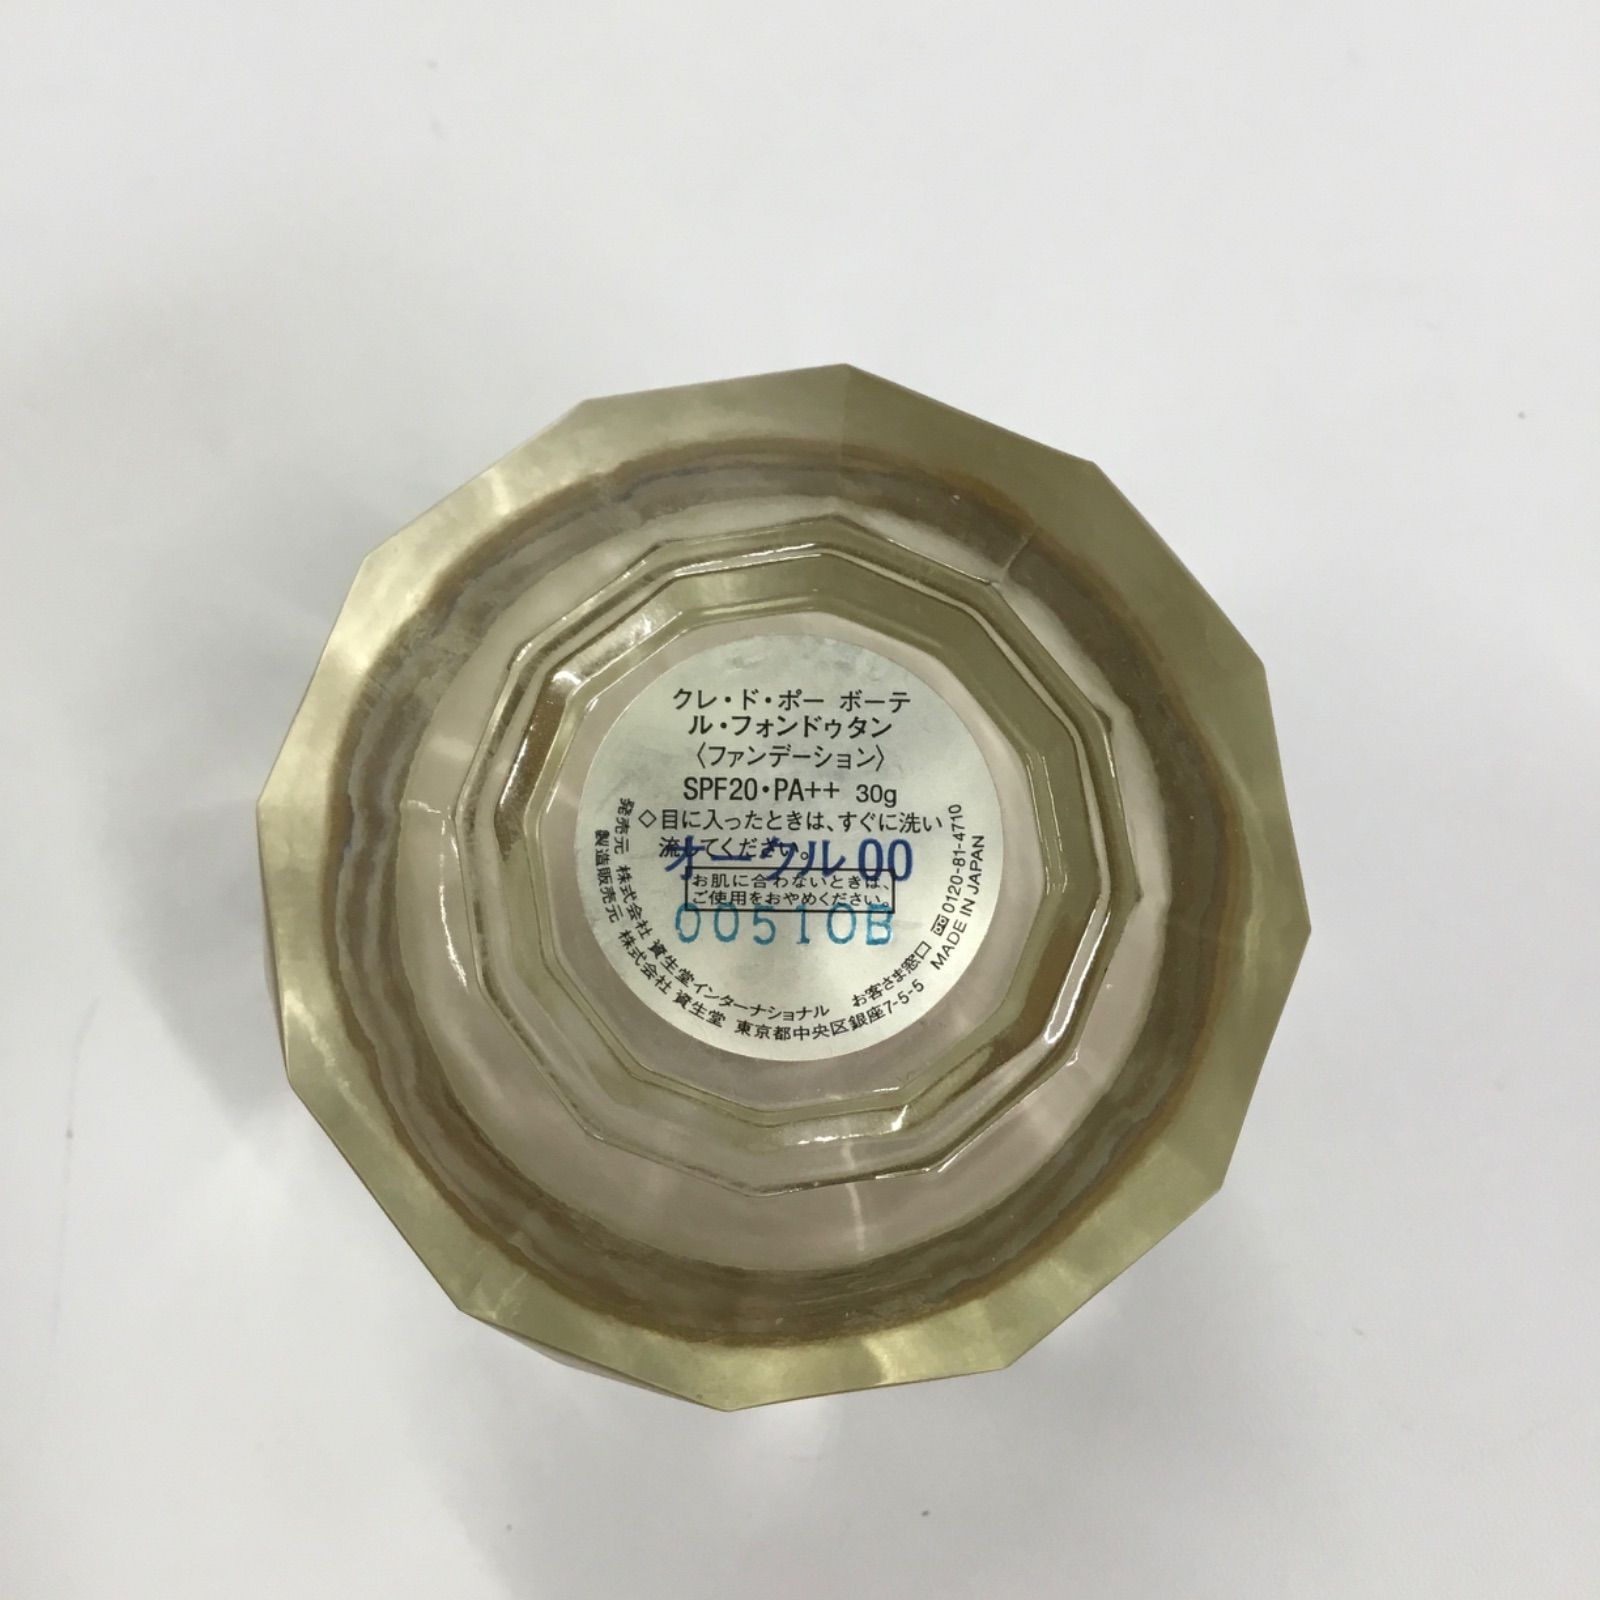 クレ・ド・ポー ボーテ
ル・フォンドゥタン
〈ファンデーション〉
SPF20・PA++ 30g
◇目に入ったときは、すぐに洗い
流してください。
オークル00
お肌に合わないときは、
ご使用をおやめください。
00510B
発売元 株式会社 資生堂インターナショナル お客さま窓口 0120-81-4710
製造販売元 株式会社 資生堂 東京都中央区銀座7-5-5 MADE IN JAPAN